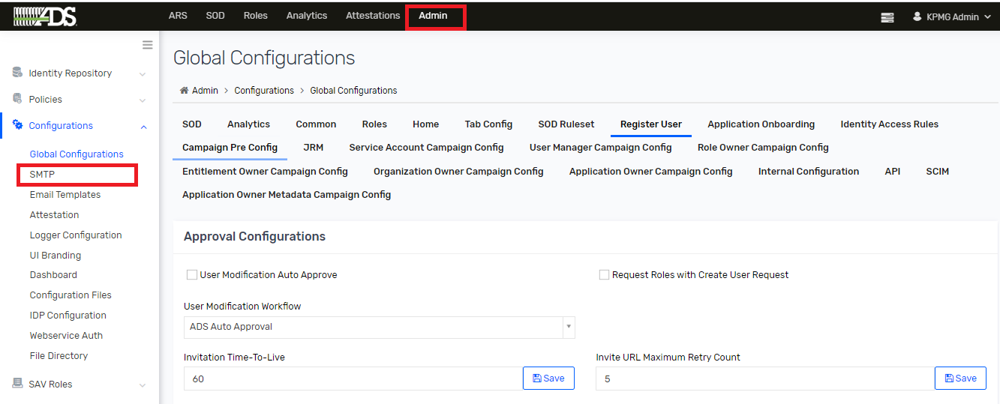 ADS
ARS SOD Roles Analytics Attestations Admin KPMG Admin
Identity Repository
Policies
Configurations
Global Configurations
SMTP
Email Templates
Attestation
Logger Configuration
UI Branding
Dashboard
Configuration Files
IDP Configuration
Webservice Auth
File Directory
SAV Roles
Global Configurations
Admin > Configurations > Global Configurations
SOD Analytics Common Roles Home Tab Config SOD Ruleset Register User Application Onboarding Identity Access Rules
Campaign Pre Config JRM Service Account Campaign Config User Manager Campaign Config Role Owner Campaign Config
Entitlement Owner Campaign Config Organization Owner Campaign Config Application Owner Campaign Config Internal Configuration API SCIM
Application Owner Metadata Campaign Config
Approval Configurations
User Modification Auto Approve Request Roles with Create User Request
User Modification Workflow
ADS Auto Approval
Invitation Time-To-Live Invite URL Maximum Retry Count
60 Save 5 Save